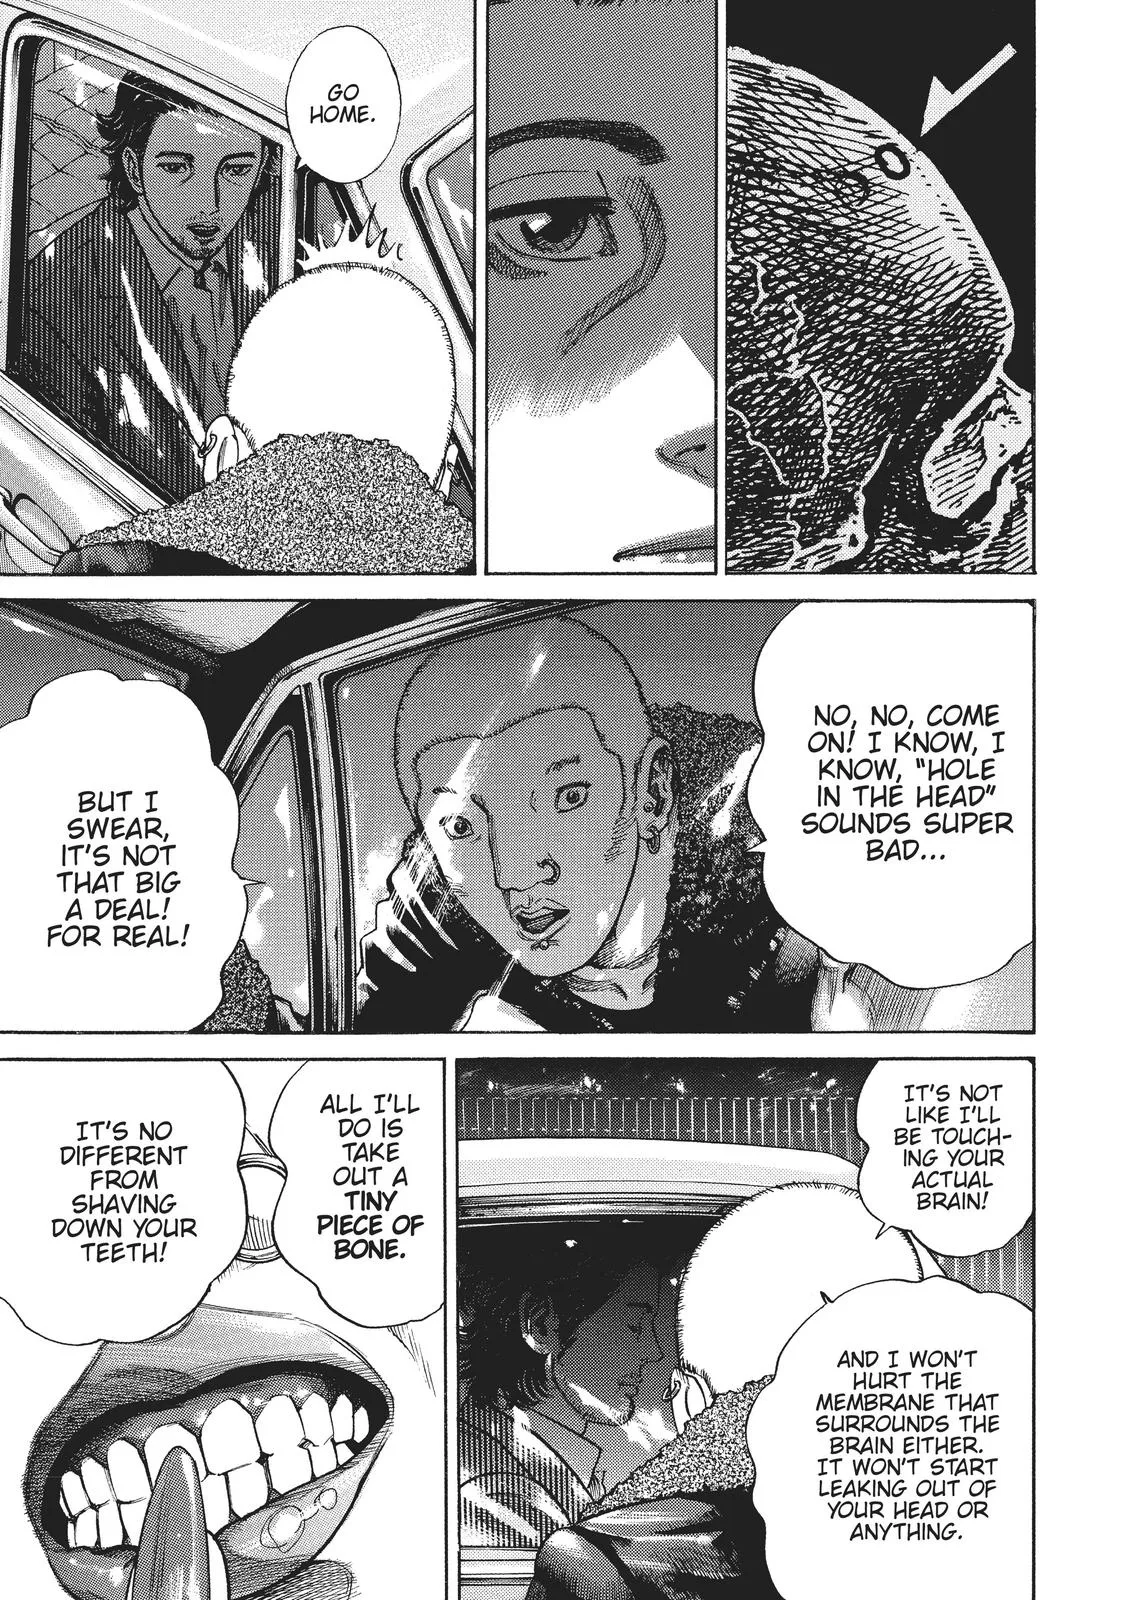 GO
HOME.
NO, NO, COME
ON! I KNOW, I
KNOW, "HOLE
IN THE HEAD"
SOUNDS SUPER
BAD...
BUT I
SWEAR,
IT'S NOT
THAT BIG
A DEAL!
FOR REAL!
IT'S NOT
LIKE I'LL
BE TOUCH-
ING YOUR
ACTUAL
BRAIN!
AND I WON'T
HURT THE
MEMBRANE THAT
SURROUNDS THE
BRAIN EITHER.
IT WON'T START
LEAKING OUT OF
YOUR HEAD OR
ANYTHING.
ALL I'LL
DO IS
TAKE
OUT A
TINY
PIECE OF
BONE.
IT'S NO
DIFFERENT
FROM
SHAVING
DOWN YOUR
TEETH!